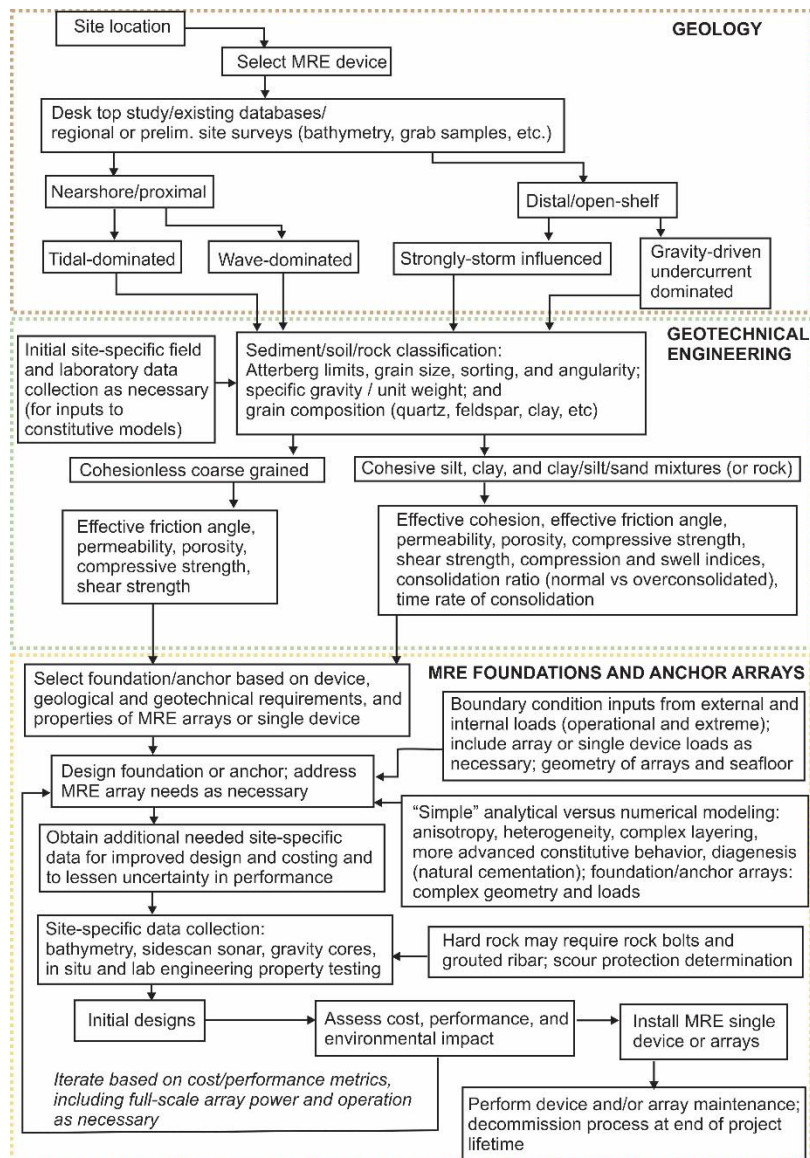 Site location
GEOLOGY
Select MRE device
Desk top study/existing databases/
regional or prelim. site surveys (bathymetry, grab samples, etc.)
Nearshore/proximal
Distal/open-shelf
Tidal-dominated
Wave-dominated
Strongly-storm influenced
Gravity-driven
undercurrent
dominated
GEOTECHNICAL
ENGINEERING
Initial site-specific field
and laboratory data
collection as necessary
(for inputs to
constitutive models)
Sediment/soil/rock classification:
Atterberg limits, grain size, sorting, and angularity;
specific gravity / unit weight; and
grain composition (quartz, feldspar, clay, etc)
Cohesionless coarse grained
Cohesive silt, clay, and clay/silt/sand mixtures (or rock)
Effective friction angle,
permeability, porosity,
compressive strength,
shear strength
Effective cohesion, effective friction angle,
permeability, porosity, compressive strength,
shear strength, compression and swell indices,
consolidation ratio (normal vs overconsolidated),
time rate of consolidation
MRE FOUNDATIONS AND ANCHOR ARRAYS
Select foundation/anchor based on device,
geological and geotechnical requirements, and
properties of MRE arrays or single device
Boundary condition inputs from external and
internal loads (operational and extreme);
include array or single device loads as
necessary; geometry of arrays and seafloor
Design foundation or anchor; address
MRE array needs as necessary
“Simple” analytical versus numerical modeling:
anisotropy, heterogeneity, complex layering,
more advanced constitutive behavior, diagenesis
(natural cementation); foundation/anchor arrays:
complex geometry and loads
Obtain additional needed site-specific
data for improved design and costing and
to lessen uncertainty in performance
Site-specific data collection:
bathymetry, sidescan sonar, gravity cores,
in situ and lab engineering property testing
Hard rock may require rock bolts and
grouted ribar; scour protection determination
Initial designs
Assess cost, performance, and
environmental impact
Install MRE single
device or arrays
Iterate based on cost/performance metrics,
including full-scale array power and operation
as necessary
Perform device and/or array maintenance;
decommission process at end of project
lifetime